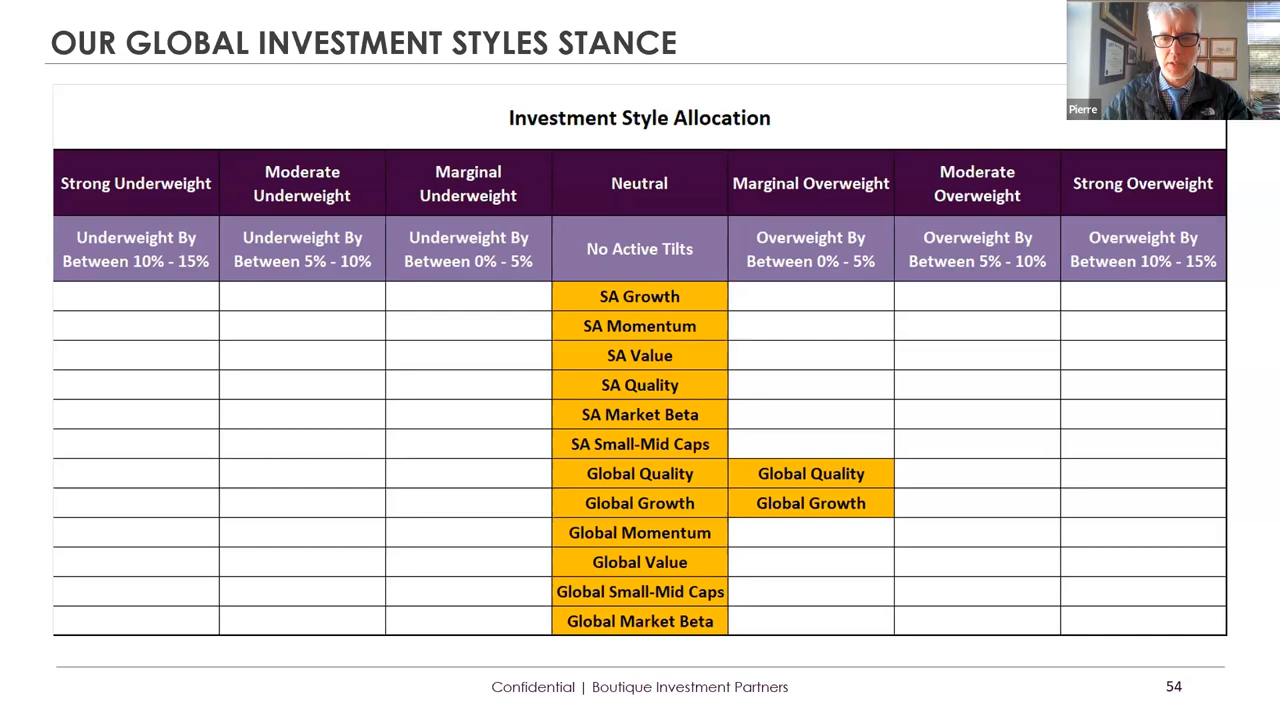 OUR GLOBAL INVESTMENT STYLES STANCE
Pierre
Investment Style Allocation
Strong Underweight
Moderate
Underweight
Marginal
Underweight
Neutral
Marginal Overweight
Moderate
Overweight
Strong Overweight
Underweight By
Between 10% - 15%
Underweight By
Between 5% - 10%
Underweight By
Between 0% - 5%
No Active Tilts
Overweight By
Between 0% - 5%
Overweight By
Between 5% - 10%
Overweight By
Between 10% - 15%
SA Growth
SA Momentum
SA Value
SA Quality
SA Market Beta
SA Small-Mid Caps
Global Quality
Global Quality
Global Growth
Global Growth
Global Momentum
Global Value
Global Small-Mid Caps
Global Market Beta
Confidential | Boutique Investment Partners
54